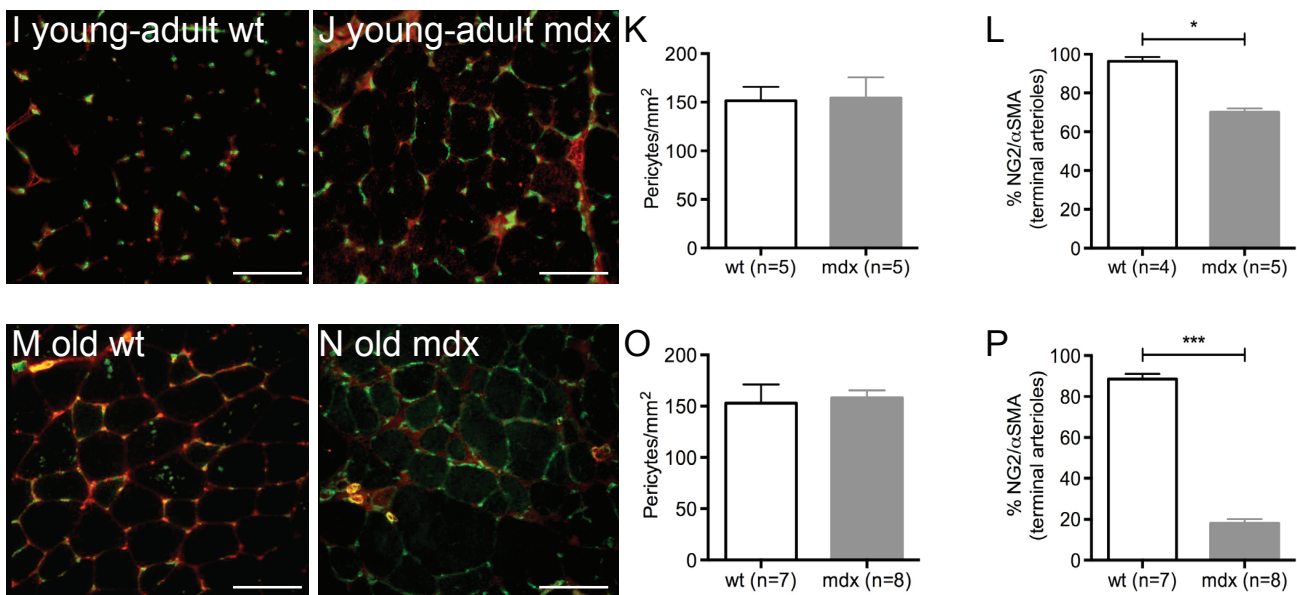 I young-adult wt
J young-adult mdx
K
200
150
100
50
0
Pericytes/mm²
wt (n=5)
mdx (n=5)
L
*
100
80
60
40
20
0
% NG2/αSMA
(terminal arterioles)
wt (n=4)
mdx (n=5)
M old wt
N old mdx
O
200
150
100
50
0
Pericytes/mm²
wt (n=7)
mdx (n=8)
P
***
100
80
60
40
20
0
% NG2/αSMA
(terminal arterioles)
wt (n=7)
mdx (n=8)